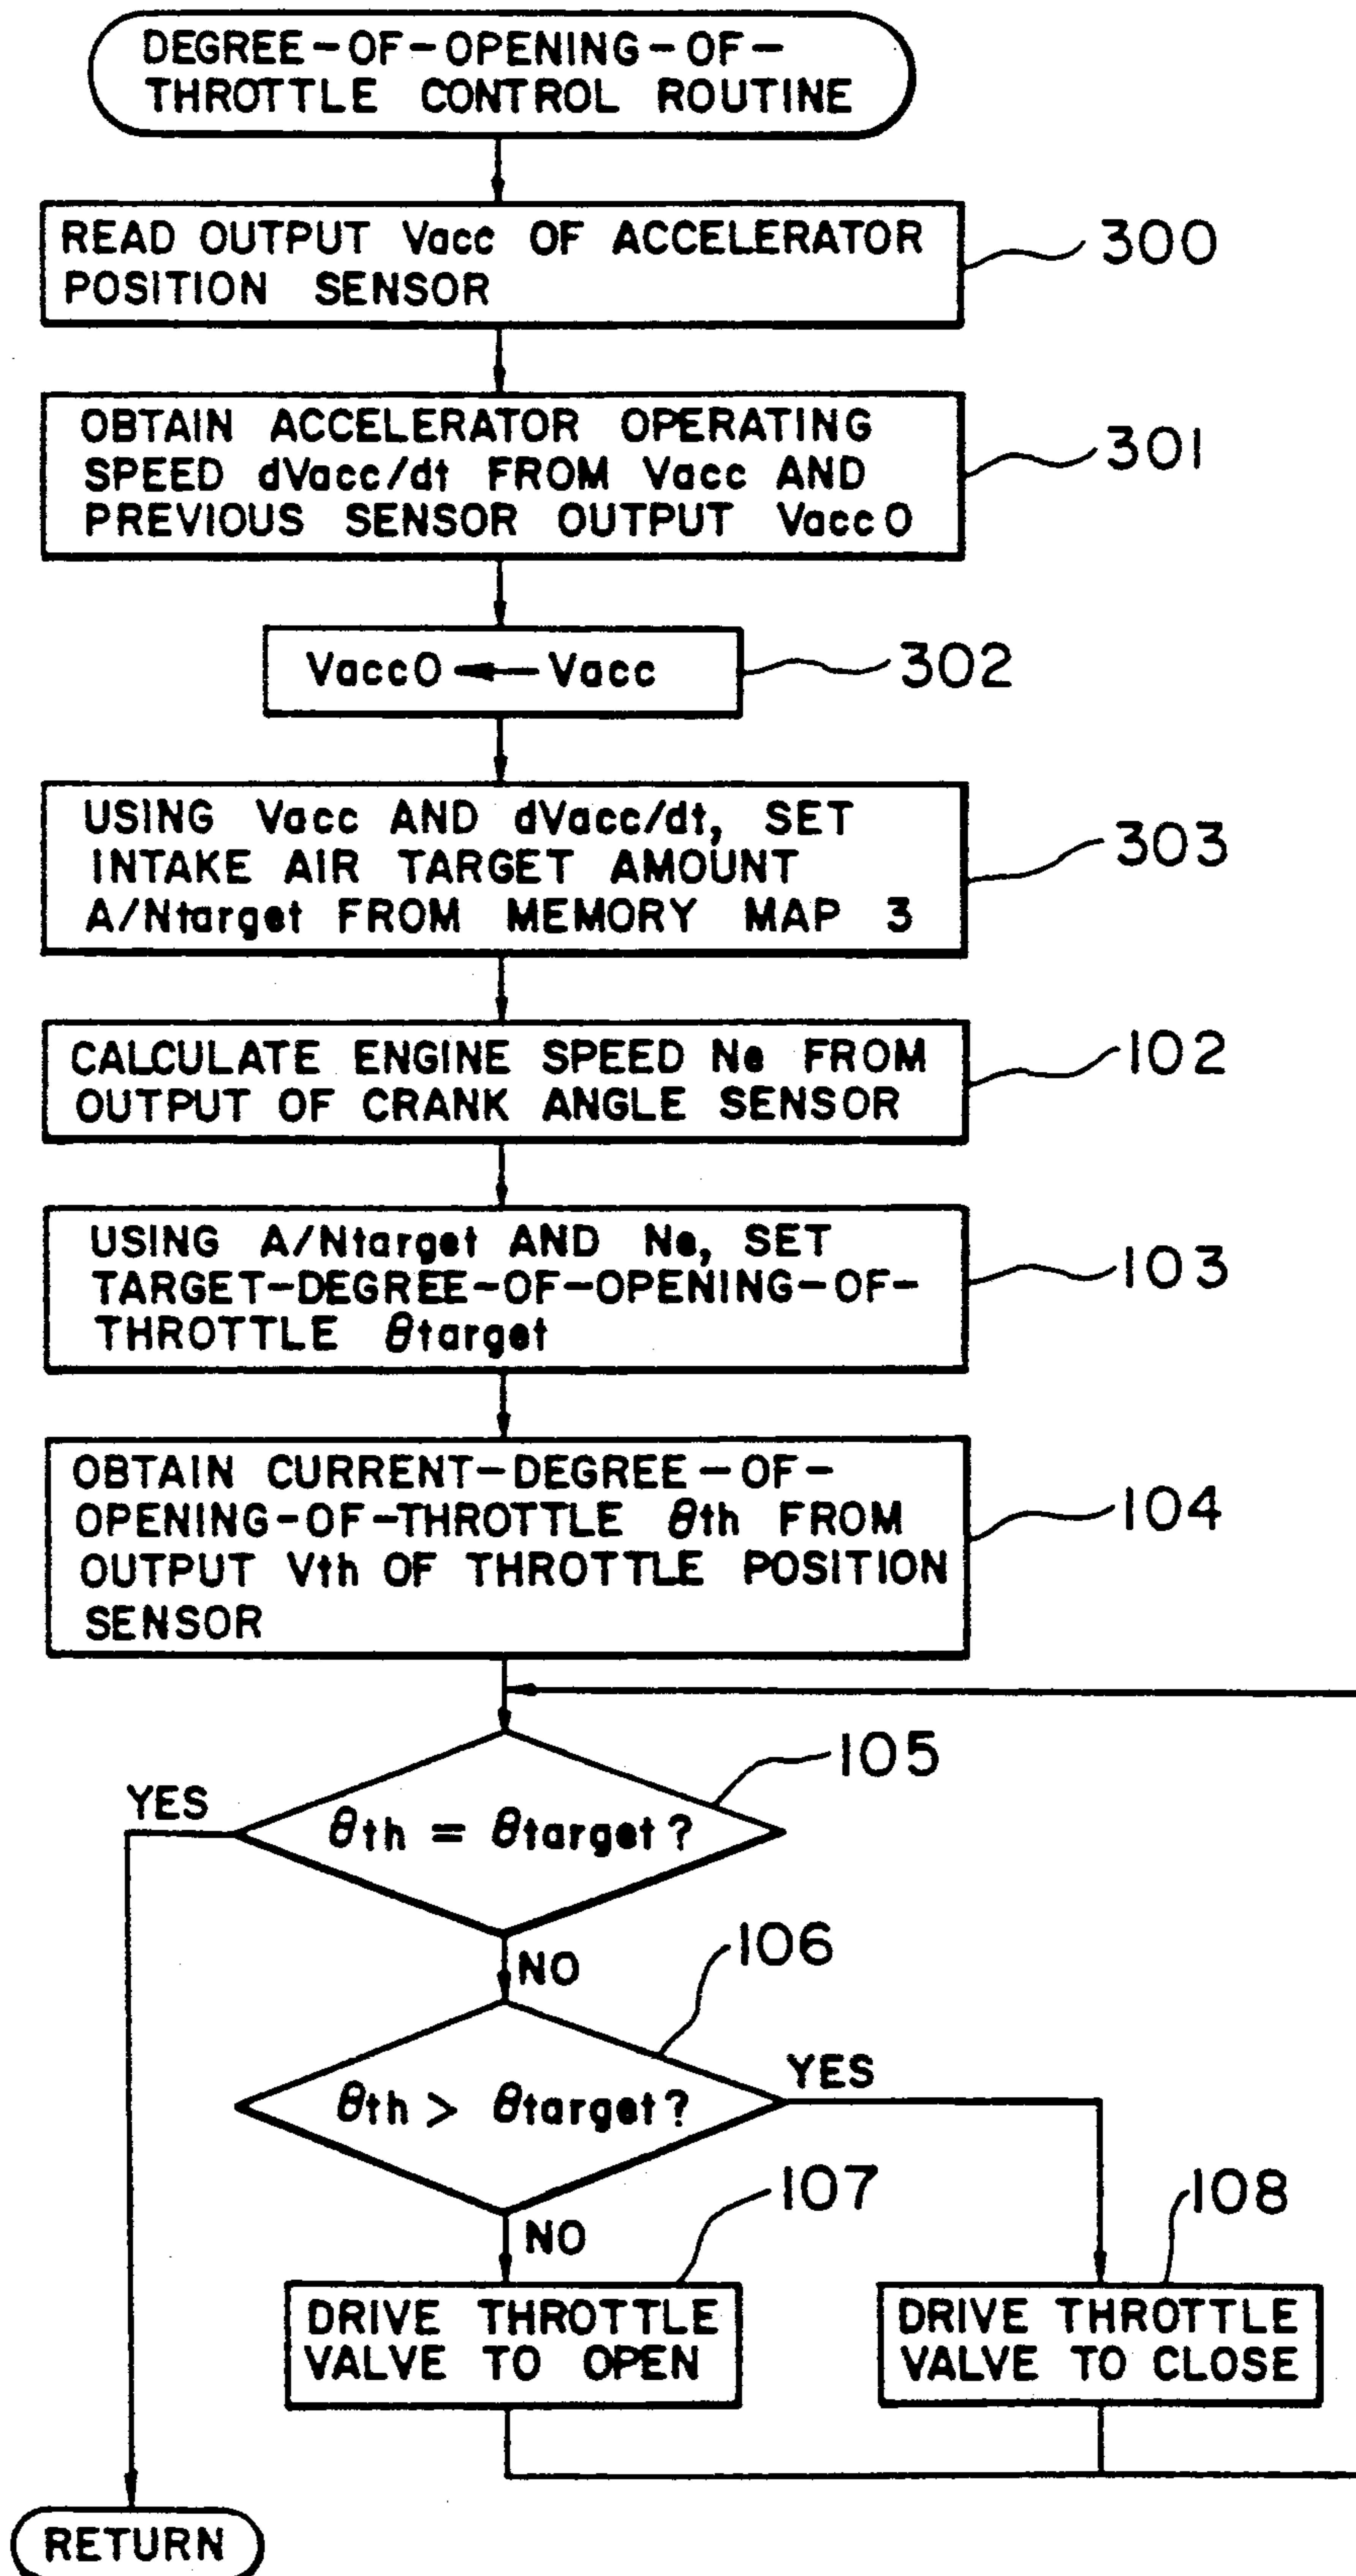 DEGREE-OF-OPENING-OF-
THROTTLE CONTROL ROUTINE
READ OUTPUT Vacc OF ACCELERATOR
POSITION SENSOR
300
OBTAIN ACCELERATOR OPERATING
SPEED dVacc/dt FROM Vacc AND
PREVIOUS SENSOR OUTPUT Vacc0
301
Vacc0 ← Vacc
302
USING Vacc AND dVacc/dt, SET
INTAKE AIR TARGET AMOUNT
A/Ntarget FROM MEMORY MAP 3
303
CALCULATE ENGINE SPEED Ne FROM
OUTPUT OF CRANK ANGLE SENSOR
102
USING A/Ntarget AND Ne, SET
TARGET-DEGREE-OF-OPENING-OF-
THROTTLE θtarget
103
OBTAIN CURRENT-DEGREE-OF-
OPENING-OF-THROTTLE θth FROM
OUTPUT Vth OF THROTTLE POSITION
SENSOR
104
105
YES
θth = θtarget?
NO
106
θth > θtarget?
YES
NO
107
108
DRIVE THROTTLE
VALVE TO OPEN
DRIVE THROTTLE
VALVE TO CLOSE
RETURN